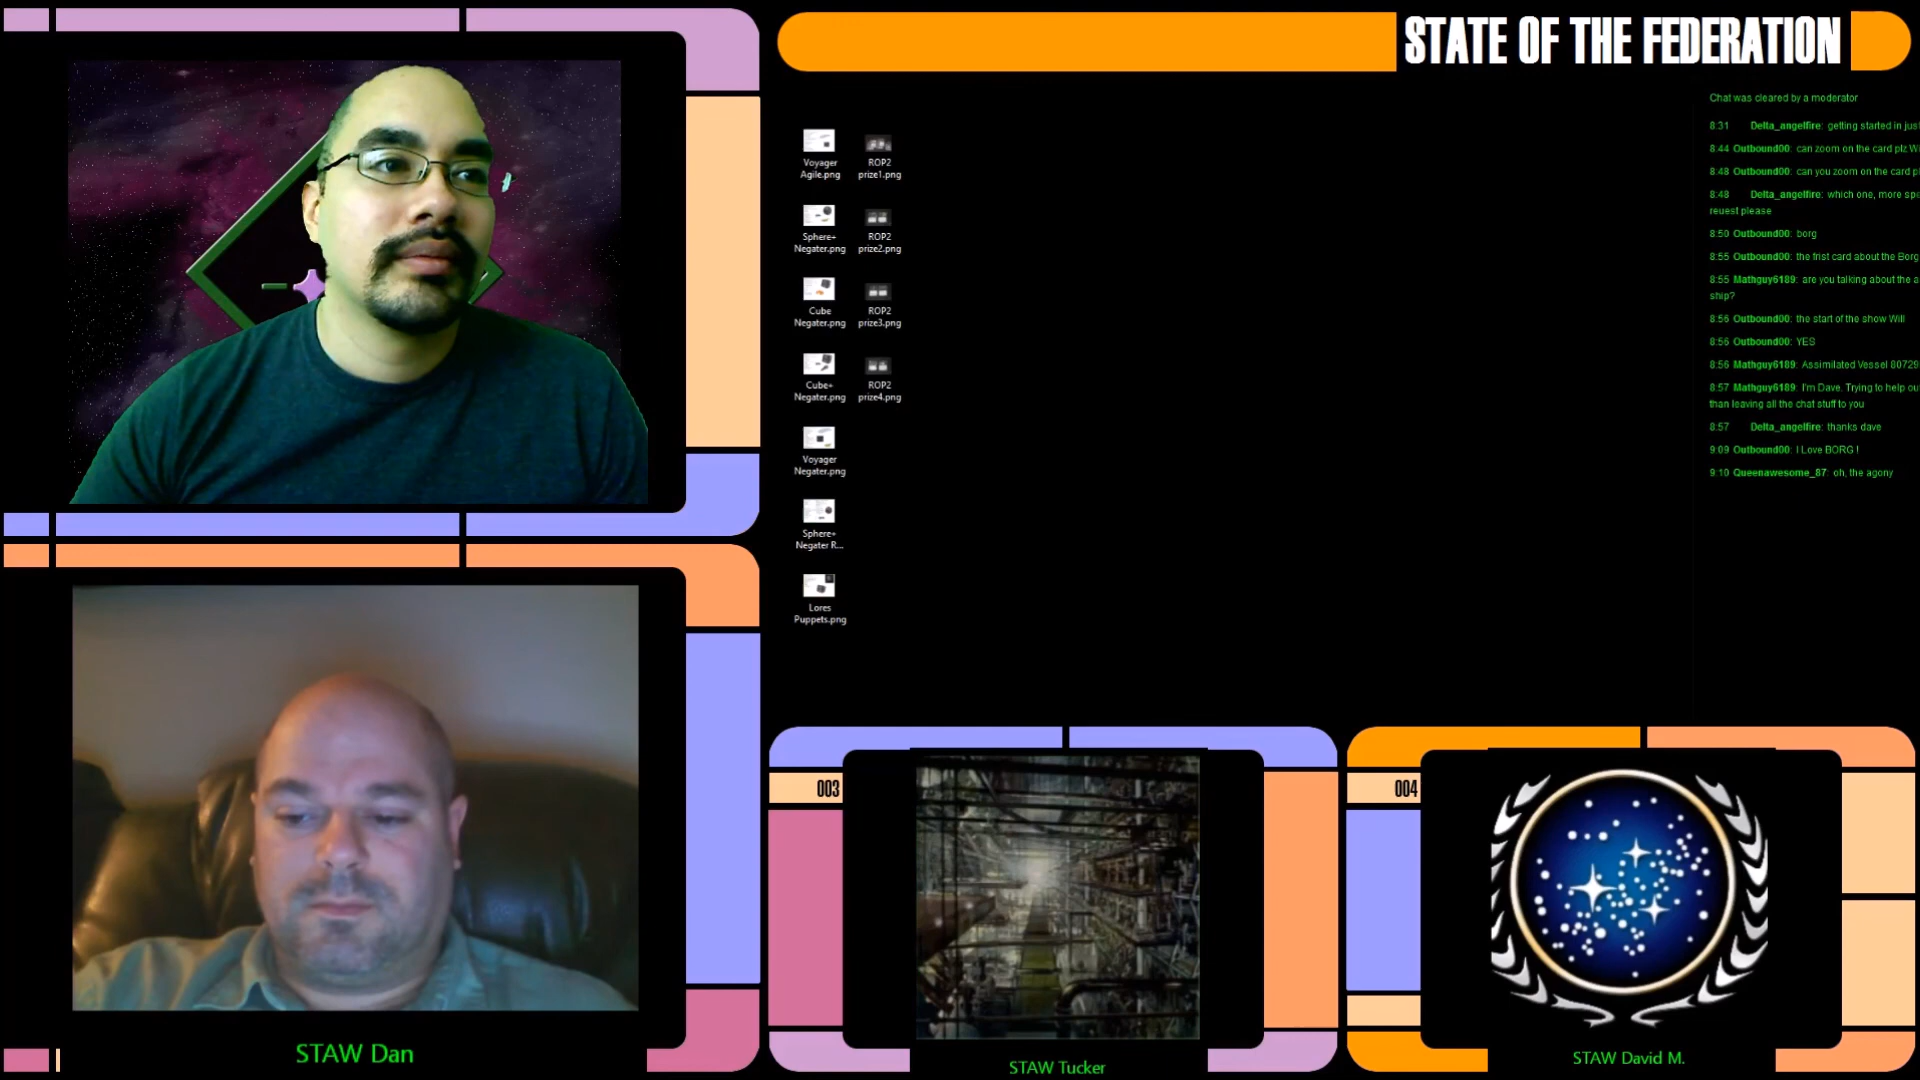 STATE OF THE FEDERATION
Chat was cleared by a moderator
8:31 Delta_angelfire: getting started in just
8:44 Outbound00: can zoom on the card plz Wi
8:48 Outbound00: can you zoom on the card p
8:48 Delta_angelfire: which one, more spe
reuest please
8:50 Outbound00: borg
8:55 Outbound00: the frist card about the Borg
8:55 Mathguy6189: are you talking about the a
ship?
8:56 Outbound00: the start of the show Will
8:56 Outbound00: YES
8:56 Mathguy6189: Assimilated Vessel 80729
8:57 Mathguy6189: I'm Dave. Trying to help ou
than leaving all the chat stuff to you
8:57 Delta_angelfire: thanks dave
9:09 Outbound00: I Love BORG !
9:10 Queenawesome_87: oh, the agony
Voyager
Agile.png
ROP2
prize1.png
Sphere+
Negater.png
ROP2
prize2.png
Cube
Negater.png
ROP2
prize3.png
Cube+
Negater.png
ROP2
prize4.png
Voyager
Negater.png
Sphere+
Negater R...
Lores
Puppets.png
003
004
STAW Dan
STAW Tucker
STAW David M.